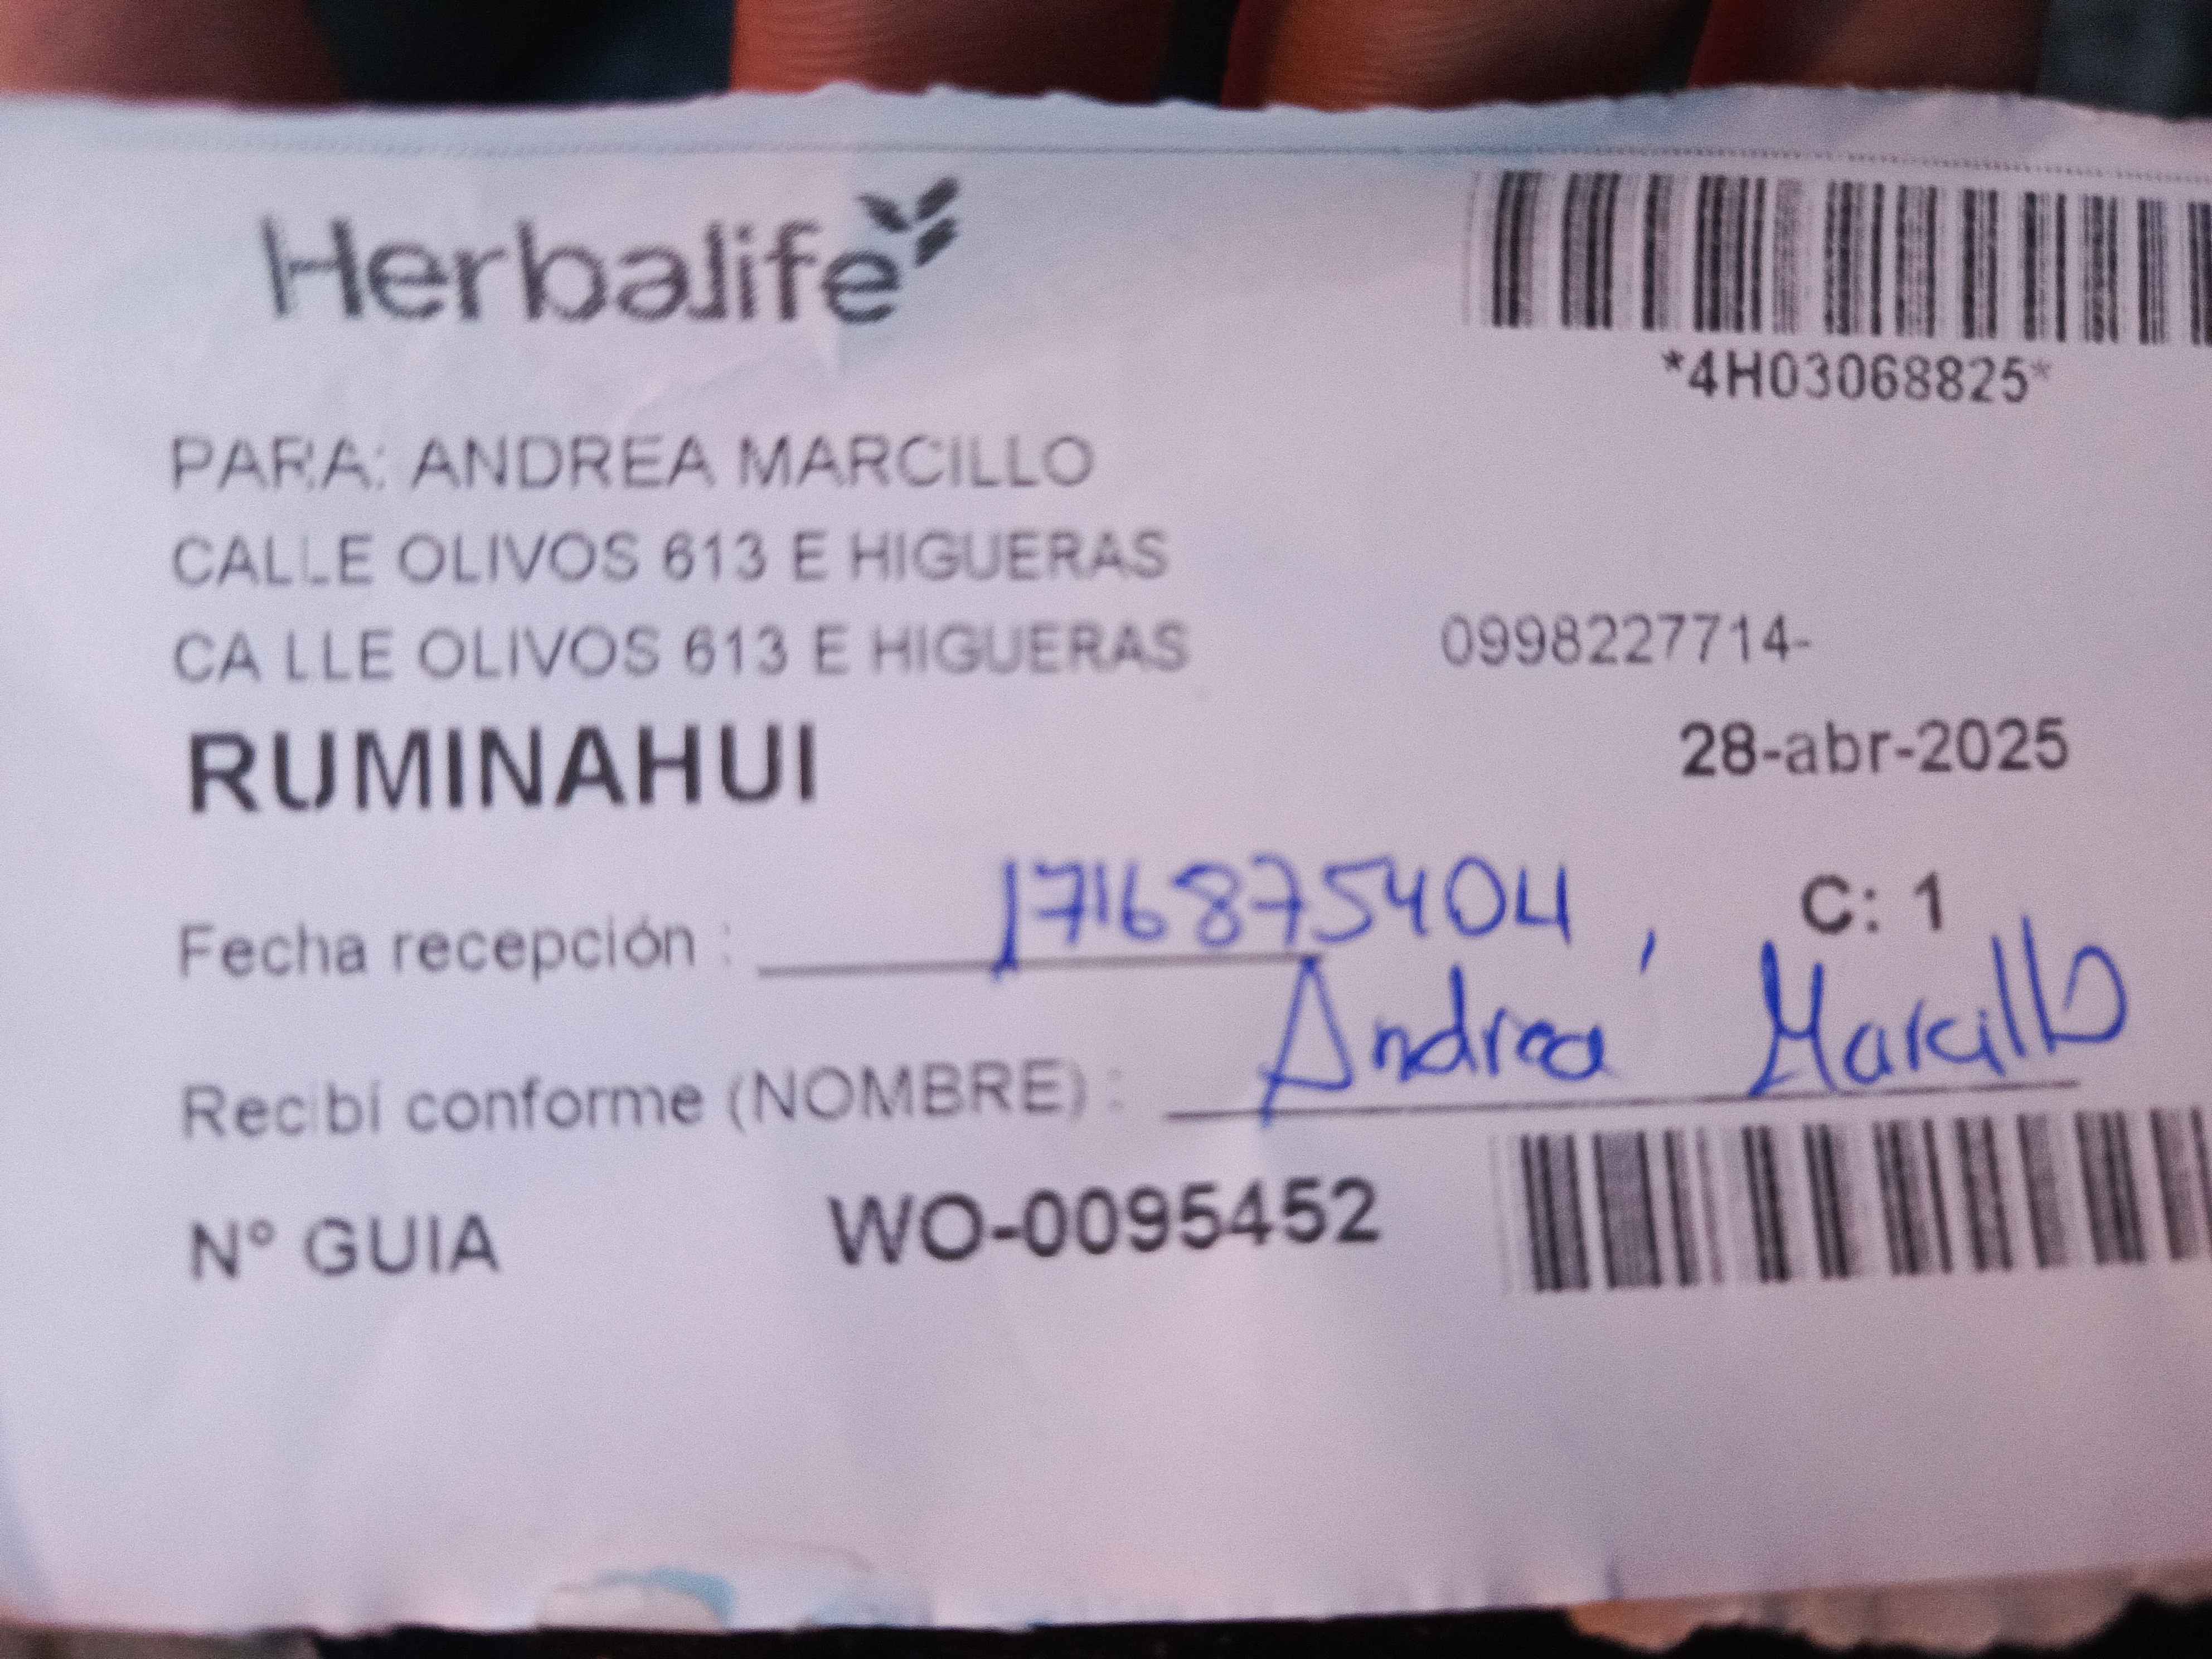 Herbalife
*4H03068825*
PARA: ANDREA MARCILLO
CALLE OLIVOS 613 E HIGUERAS
CA LLE OLIVOS 613 E HIGUERAS 0998227714-
RUMINAHUI 28-abr-2025
Fecha recepción : 1716875404 C: 1
Recibí conforme (NOMBRE) : Andrea Marcillo
N° GUIA WO-0095452